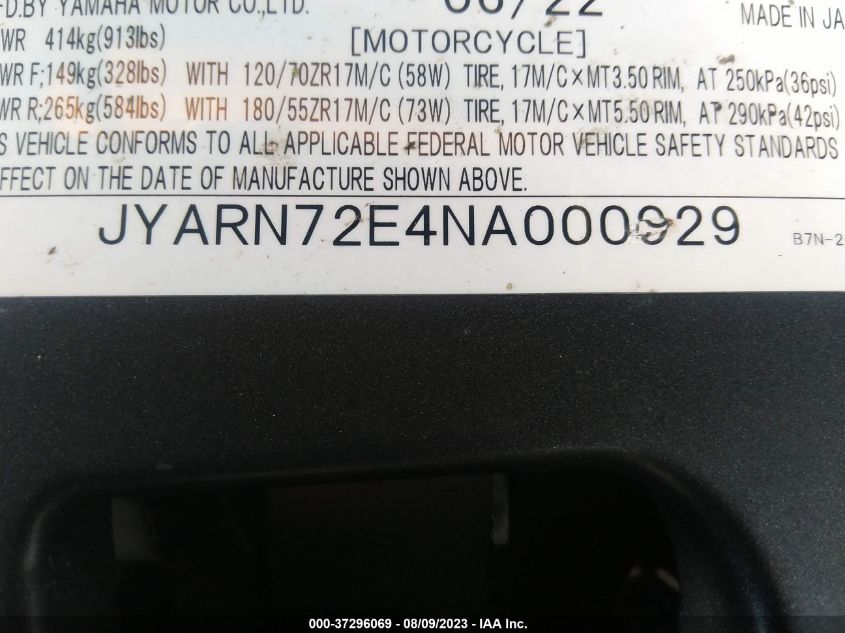 FD.BY YAMAHA MOTOR CO.,LTD. 06/22 MADE IN JA
WR 414kg(913lbs) [MOTORCYCLE]
WR F;149kg(328lbs) WITH 120/70ZR17M/C (58W) TIRE, 17M/C×MT3.50 RIM, AT 250kPa(36psi)
WR R;265kg(584lbs) WITH 180/55ZR17M/C (73W) TIRE, 17M/C×MT5.50 RIM, AT 290kPa(42psi)
S VEHICLE CONFORMS TO ALL APPLICABLE FEDERAL MOTOR VEHICLE SAFETY STANDARDS
FFECT ON THE DATE OF MANUFACTURE SHOWN ABOVE.
JYARN72E4NA000929
B7N-2
000-37296069 - 08/09/2023 - IAA Inc.